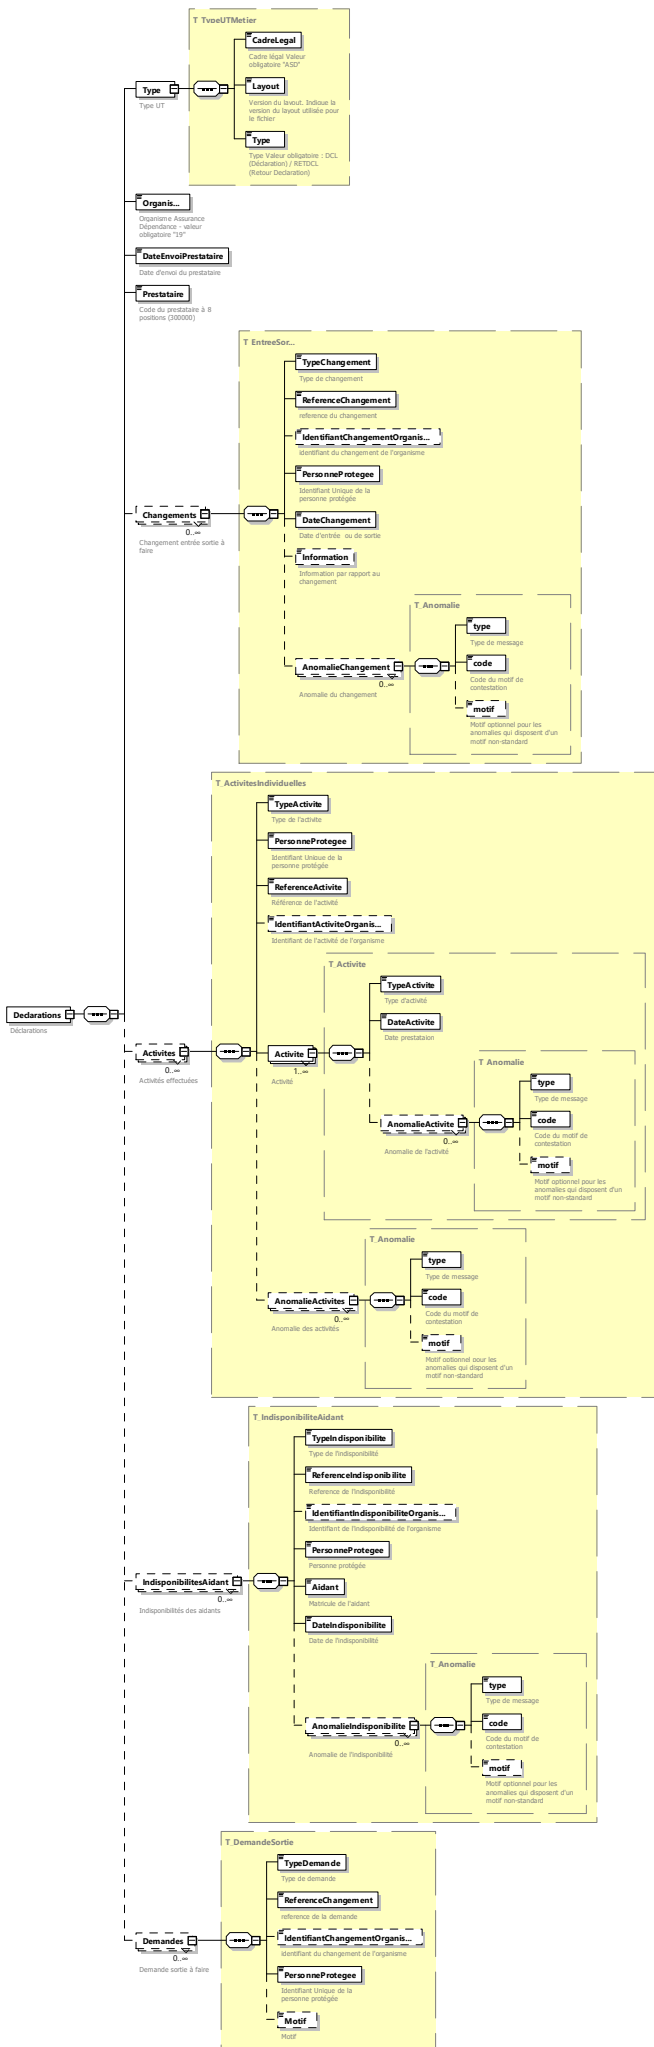 T_TypeUTMetier
CadreLegal
Cadre légal Valeur
obligatoire "ASD"
Layout
Version du layout. Indique la
version du layout utilisée pour
le fichier
Type
Type UT
Type
Type Valeur obligatoire : DCL
(Déclaration) / RETDCL
(Retour Declaration)
Organis...
Organisme Assurance
Dépendance - valeur
obligatoire "19"
DateEnvoiPrestataire
Date d'envoi du prestataire
Prestataire
Code du prestataire à 8
positions (300000)
T_EntreeSor...
TypeChangement
Type de changement
ReferenceChangement
reference du changement
IdentifiantChangementOrganis...
identifiant du changement de l'organisme
PersonneProtegee
Identifiant Unique de la
personne protégée
Changements
0..∞
Changement entrée sortie à
faire
DateChangement
Date d'entrée  ou de sortie
Information
Information par rapport au
changement
T_Anomalie
type
Type de message
AnomalieChangement
0..∞
Anomalie du changement
code
Code du motif de
contestation
motif
Motif optionnel pour les
anomalies qui disposent d'un
motif non-standard
T_ActivitesIndividuelles
TypeActivite
Type de l'activite
PersonneProtegee
Identifiant Unique de la
personne protégée
ReferenceActivite
Référence de l'activité
IdentifiantActiviteOrganis...
Identifiant de l'activité de l'organisme
T_Activite
TypeActivite
Type d'activité
DateActivite
Date prestataion
Declarations
Déclarations
Activites
0..∞
Activités effectuées
Activite
1..∞
Activité
T_Anomalie
type
Type de message
AnomalieActivite
0..∞
Anomalie de l'activité
code
Code du motif de
contestation
motif
Motif optionnel pour les
anomalies qui disposent d'un
motif non-standard
T_Anomalie
type
Type de message
AnomalieActivites
0..∞
Anomalie des activités
code
Code du motif de
contestation
motif
Motif optionnel pour les
anomalies qui disposent d'un
motif non-standard
T_IndisponibiliteAidant
TypeIndisponibilite
Type de l'indisponibilité
ReferenceIndisponibilite
Reference de l'indisponibilité
IdentifiantIndisponibiliteOrganis...
Identifiant de l'indisponibilité de l'organisme
PersonneProtegee
Personne protégée
IndisponibilitesAidant
0..∞
Indisponibilités des aidants
Aidant
Matricule de l'aidant
DateIndisponibilite
Date de l'indisponibilité
T_Anomalie
type
Type de message
AnomalieIndisponibilite
0..∞
Anomalie de l'indisponibilité
code
Code du motif de
contestation
motif
Motif optionnel pour les
anomalies qui disposent d'un
motif non-standard
T_DemandeSortie
TypeDemande
Type de demande
ReferenceChangement
reference de la demande
Demandes
0..∞
Demande sortie à faire
IdentifiantChangementOrganis...
identifiant du changement de l'organisme
PersonneProtegee
Identifiant Unique de la
personne protégée
Motif
Motif